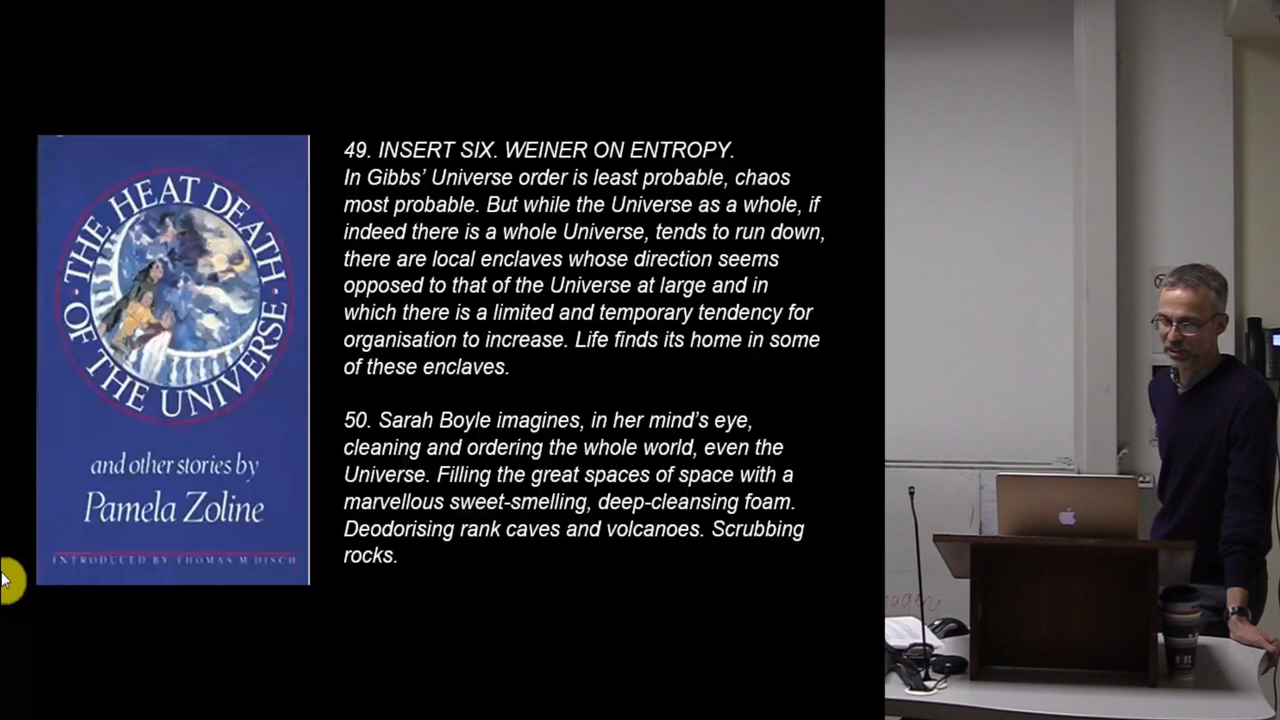 THE HEAT DEATH
OF THE UNIVERSE
and other stories by
Pamela Zoline
INTRODUCED BY THOMAS M DISCH
49. INSERT SIX. WEINER ON ENTROPY.
In Gibbs’ Universe order is least probable, chaos
most probable. But while the Universe as a whole, if
indeed there is a whole Universe, tends to run down,
there are local enclaves whose direction seems
opposed to that of the Universe at large and in
which there is a limited and temporary tendency for
organisation to increase. Life finds its home in some
of these enclaves.
50. Sarah Boyle imagines, in her mind’s eye,
cleaning and ordering the whole world, even the
Universe. Filling the great spaces of space with a
marvellous sweet-smelling, deep-cleansing foam.
Deodorising rank caves and volcanoes. Scrubbing
rocks.